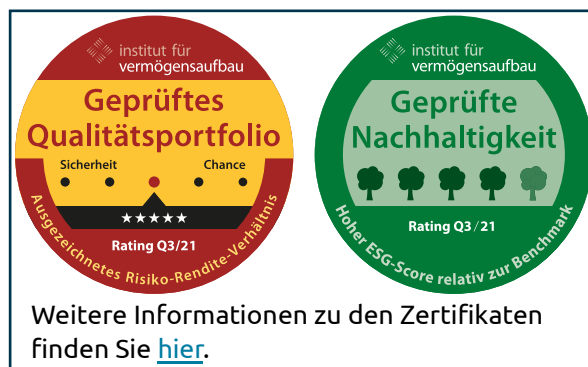 institut für
vermögensaufbau
Geprüftes
Qualitätsportfolio
Sicherheit
Chance
★★★★★
Rating Q3/21
Ausgezeichnetes Risiko-Rendite-Verhältnis
institut für
vermögensaufbau
Geprüfte
Nachhaltigkeit
Rating Q3/21
Hoher ESG-Score relativ zur Benchmark
Weitere Informationen zu den Zertifikaten
finden Sie hier.